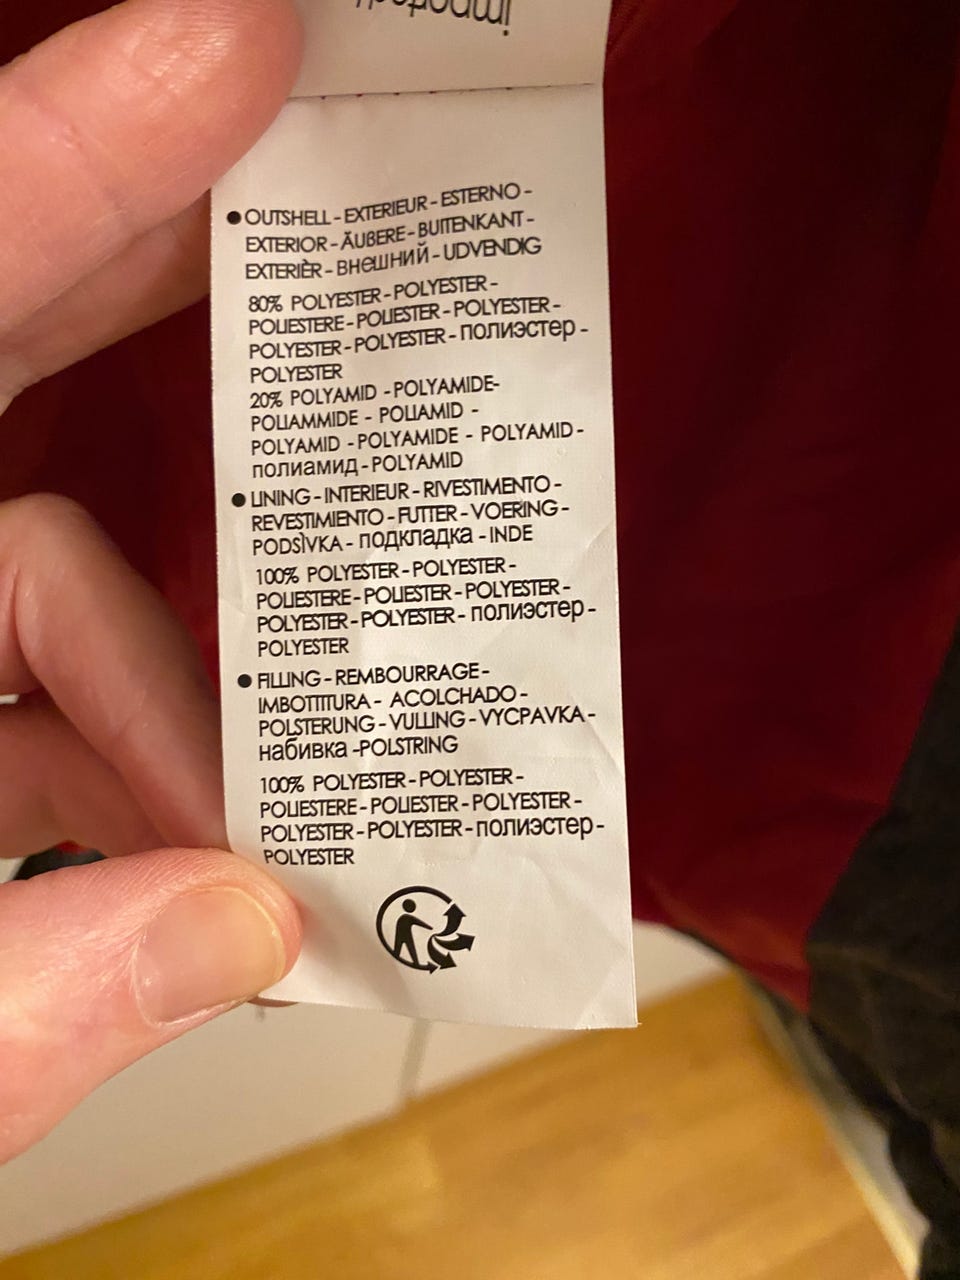 imported
OUTSHELL - EXTERIEUR - ESTERNO -
EXTERIOR - ÄUßERE - BUITENKANT -
EXTERIÈR - ВНЕШНИЙ - UDVENDIG
80% POLYESTER - POLYESTER -
POLIESTERE - POLIESTER - POLYESTER -
POLYESTER - POLYESTER - ПОЛИЭСТЕР -
POLYESTER
20% POLYAMID - POLYAMIDE-
POLIAMMIDE - POLIAMID -
POLYAMID - POLYAMIDE - POLYAMID -
ПОЛИАМИД - POLYAMID
LINING - INTERIEUR - RIVESTIMENTO -
REVESTIMIENTO - FUTTER - VOERING -
PODSÌVKA - ПОДКЛАДКА - INDE
100% POLYESTER - POLYESTER -
POLIESTERE - POLIESTER - POLYESTER -
POLYESTER - POLYESTER - ПОЛИЭСТЕР -
POLYESTER
FILLING - REMBOURRAGE -
IMBOTTITURA - ACOLCHADO -
POLSTERUNG - VULLING - VYCPAVKA -
НАБИВКА -POLSTRING
100% POLYESTER - POLYESTER -
POLIESTERE - POLIESTER - POLYESTER -
POLYESTER - POLYESTER - ПОЛИЭСТЕР -
POLYESTER